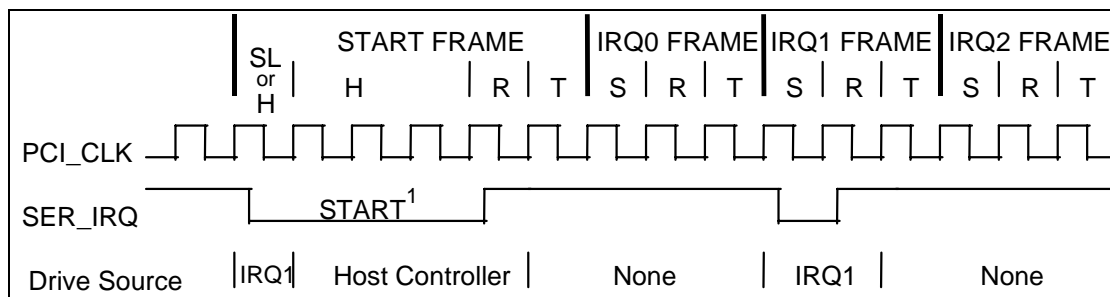 START FRAME IRQ0 FRAME IRQ1 FRAME IRQ2 FRAME
SL
or
H
H R T S R T S R T S R T
PCI_CLK
SER_IRQ START1
Drive Source IRQ1 Host Controller None IRQ1 None